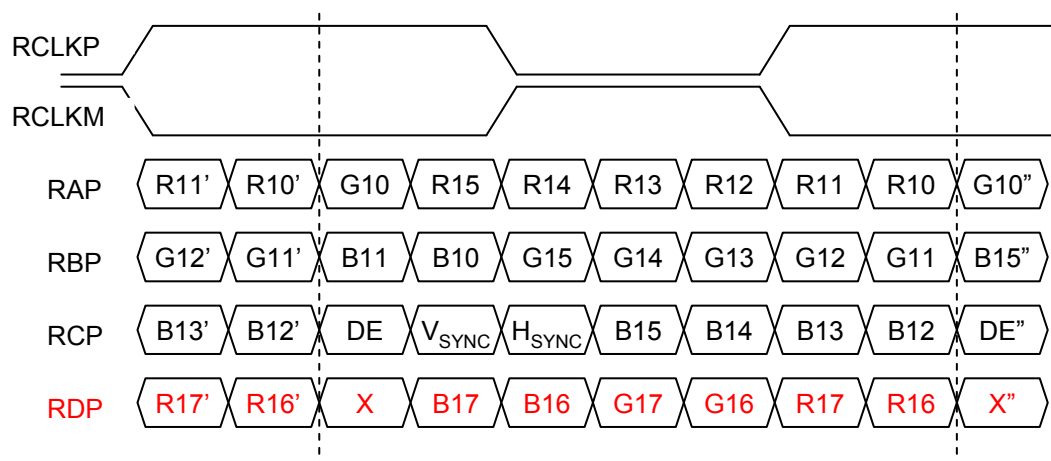 RCLKP
RCLKM
RAP R11’ R10’ G10 R15 R14 R13 R12 R11 R10 G10”
RBP G12’ G11’ B11 B10 G15 G14 G13 G12 G11 B15”
RCP B13’ B12’ DE VSYNC HSYNC B15 B14 B13 B12 DE”
RDP R17’ R16’ X B17 B16 G17 G16 R17 R16 X”